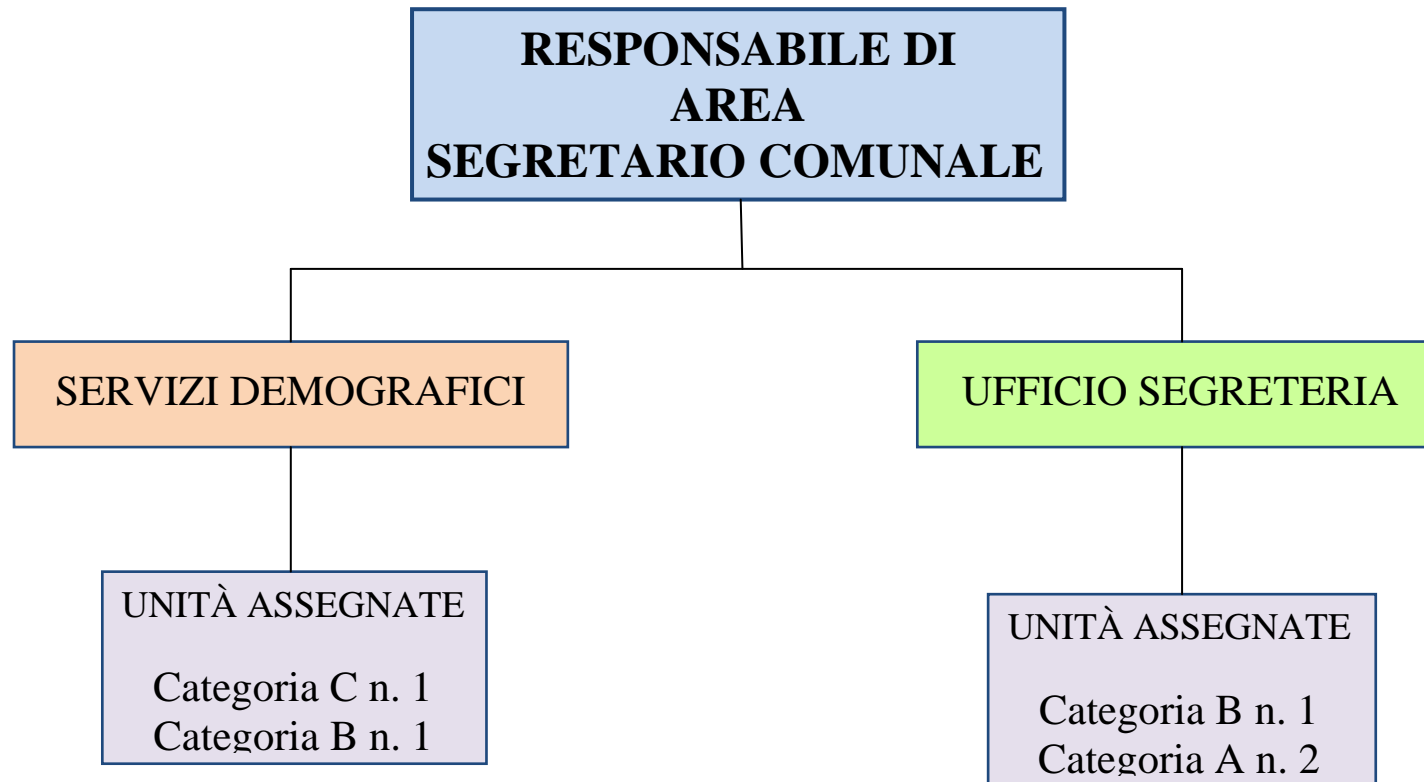 RESPONSABILE DI
AREA
SEGRETARIO COMUNALE
SERVIZI DEMOGRAFICI
UFFICIO SEGRETERIA
UNITÀ ASSEGNATE
Categoria C n. 1
Categoria B n. 1
UNITÀ ASSEGNATE
Categoria B n. 1
Categoria A n. 2